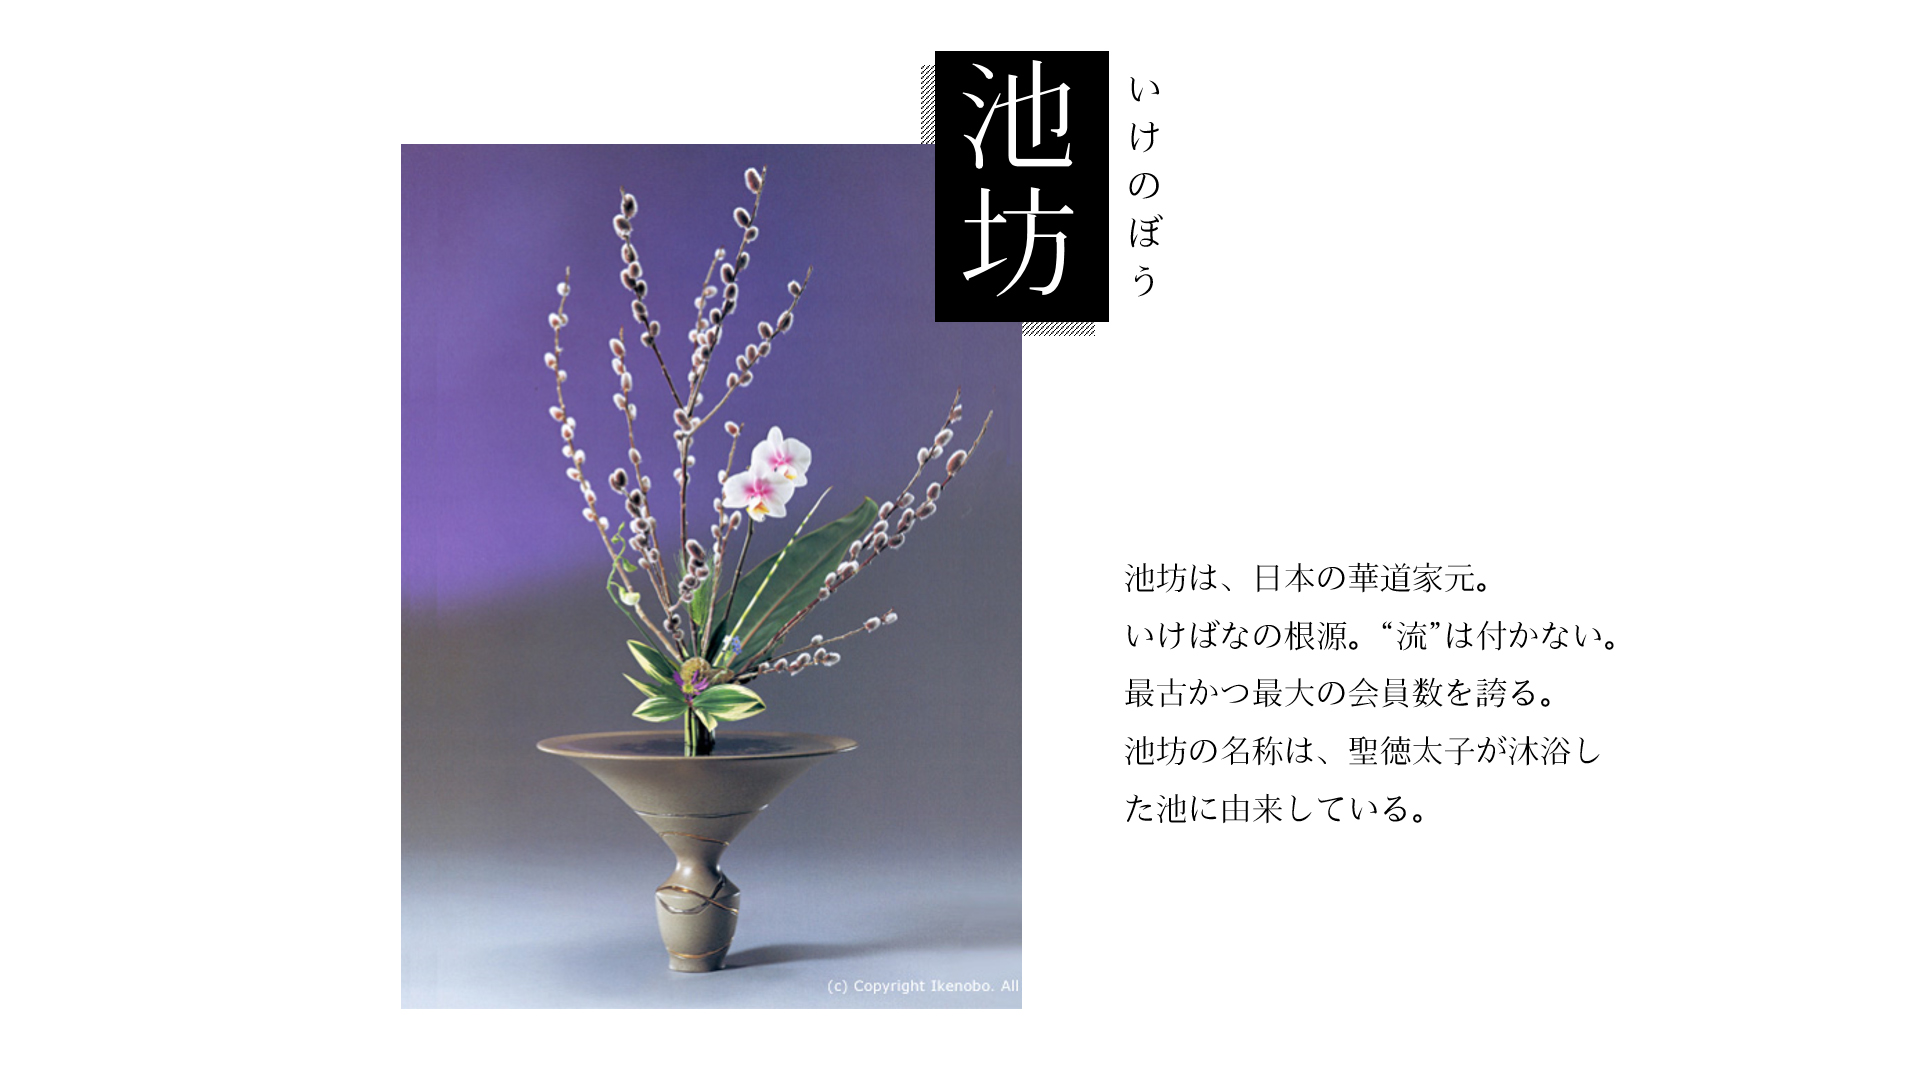 池坊
いけのぼう
池坊は、日本の華道家元。
いけばなの根源。“流”は付かない。
最古かつ最大の会員数を誇る。
池坊の名称は、聖徳太子が沐浴し
た池に由来している。
(c) Copyright Ikenobo. All